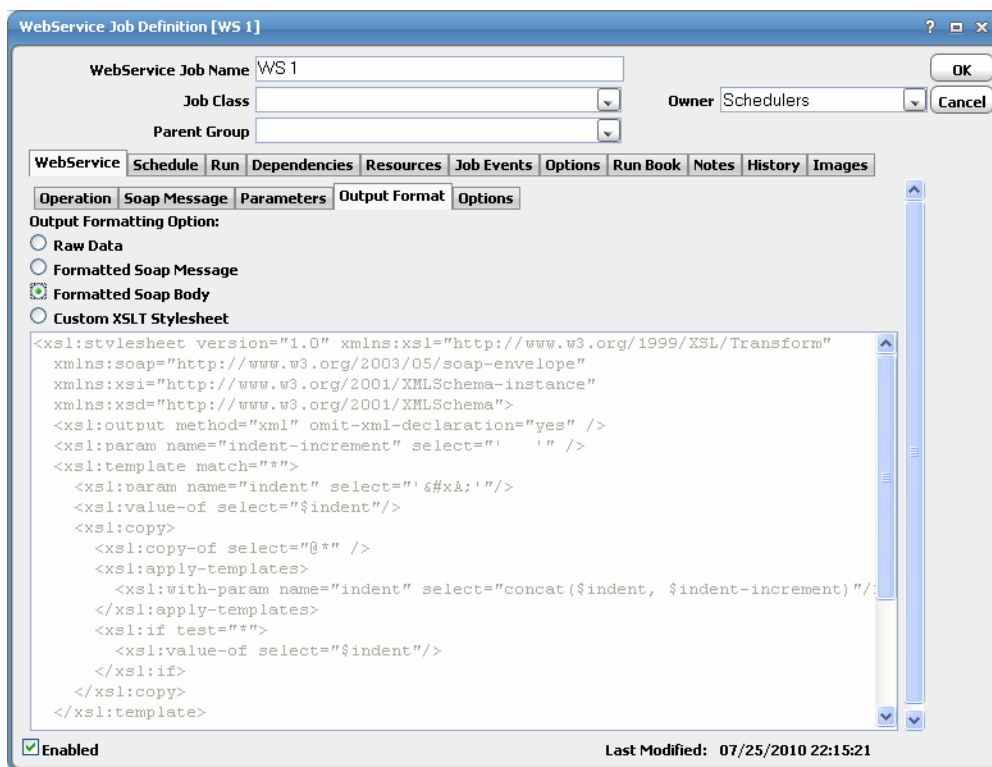 WebService Job Definition [WS 1]
?
WebService Job Name WS 1
OK
Job Class
Owner Schedulers
Cancel
Parent Group
WebService Schedule Run Dependencies Resources Job Events Options Run Book Notes History Images
Operation Soap Message Parameters Output Format Options
Output Formatting Option:
Raw Data
Formatted Soap Message
Formatted Soap Body
Custom XSLT Stylesheet
<xsl:stylesheet version="1.0" xmlns:xsl="http://www.w3.org/1999/XSL/Transform"
xmlns:soap="http://www.w3.org/2003/05/soap-envelope"
xmlns:xsi="http://www.w3.org/2001/XMLSchema-instance"
xmlns:xsd="http://www.w3.org/2001/XMLSchema">
<xsl:output method="xml" omit-xml-declaration="yes" />
<xsl:param name="indent-increment" select="'   '" />
<xsl:template match="*">
<xsl:param name="indent" select="'&#xA;'"/>
<xsl:value-of select="$indent"/>
<xsl:copy>
<xsl:copy-of select="@*" />
<xsl:apply-templates>
<xsl:with-param name="indent" select="concat($indent, $indent-increment)"/
</xsl:apply-templates>
<xsl:if test="*">
<xsl:value-of select="$indent"/>
</xsl:if>
</xsl:copy>
</xsl:template>
Enabled
Last Modified: 07/25/2010 22:15:21